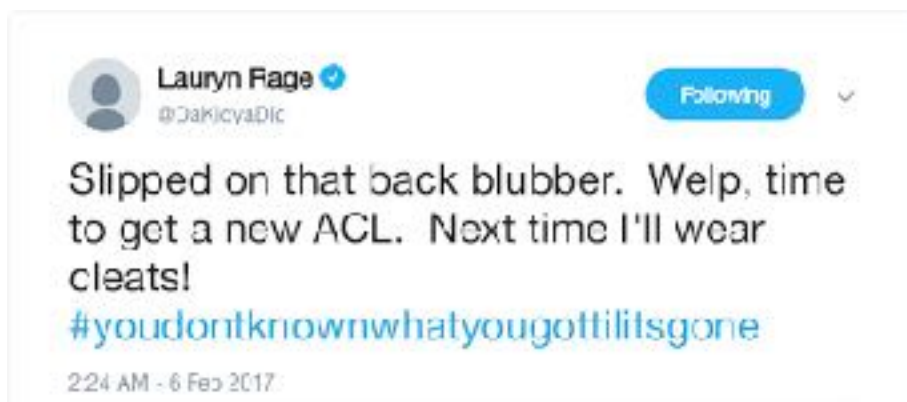 Lauryn Rage
Following
Slipped on that back blubber. Welp, time
to get a new ACL. Next time I'll wear
cleats!
#youdontknownwhatyougottilitsgone
2:24 AM - 6 Feb 2017